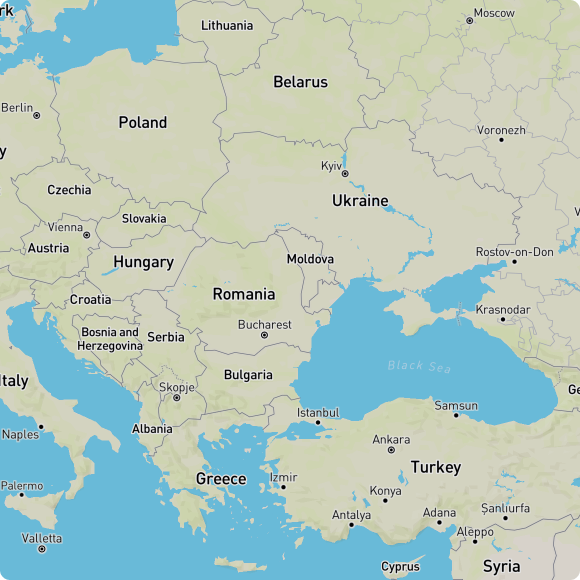 rk
Moscow
Lithuania
Belarus
Berlin
Poland
Voronezh
y
Kyiv
Czechia
Ukraine
Slovakia
V
Vienna
Austria
Hungary
Moldova
Rostov-on-Don
Romania
Croatia
Krasnodar
Bucharest
Bosnia and
Herzegovina
Serbia
Black Sea
Bulgaria
Italy
Skopje
Ge
Istanbul
Samsun
Naples
Albania
Ankara
Turkey
Greece
Izmir
Palermo
Konya
Şanlıurfa
Antalya
Adana
Aleppo
Valletta
Cyprus
Syria